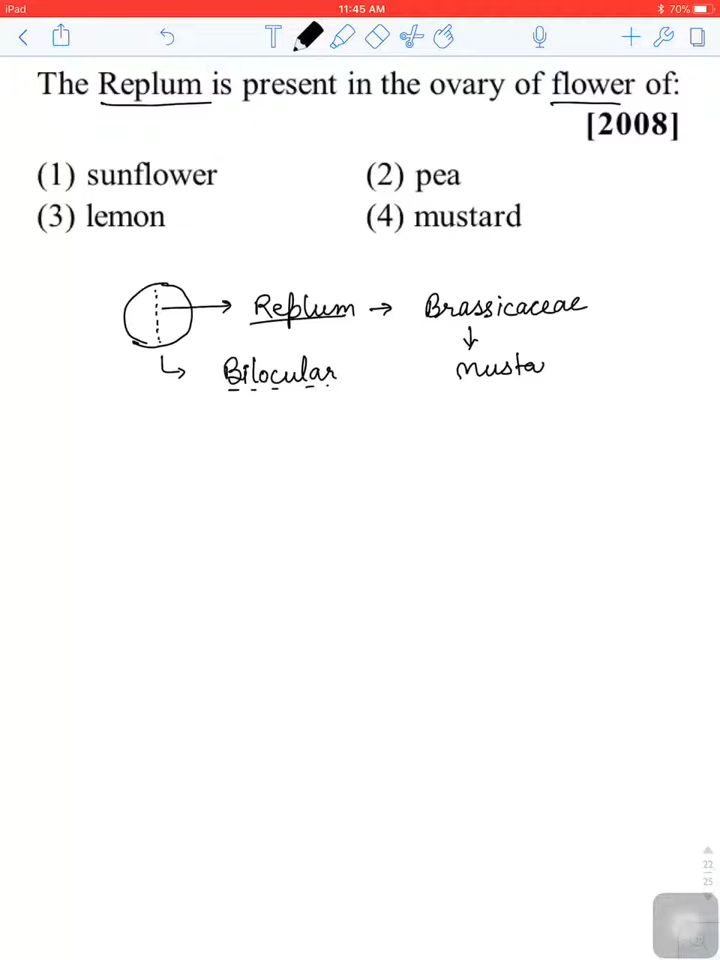 iPad 11:45 AM 70%
T
The Replum is present in the ovary of flower of:
[2008]
(1) sunflower (2) pea
(3) lemon (4) mustard
Replum → Brassicaceae
Bilocular musta
22
25